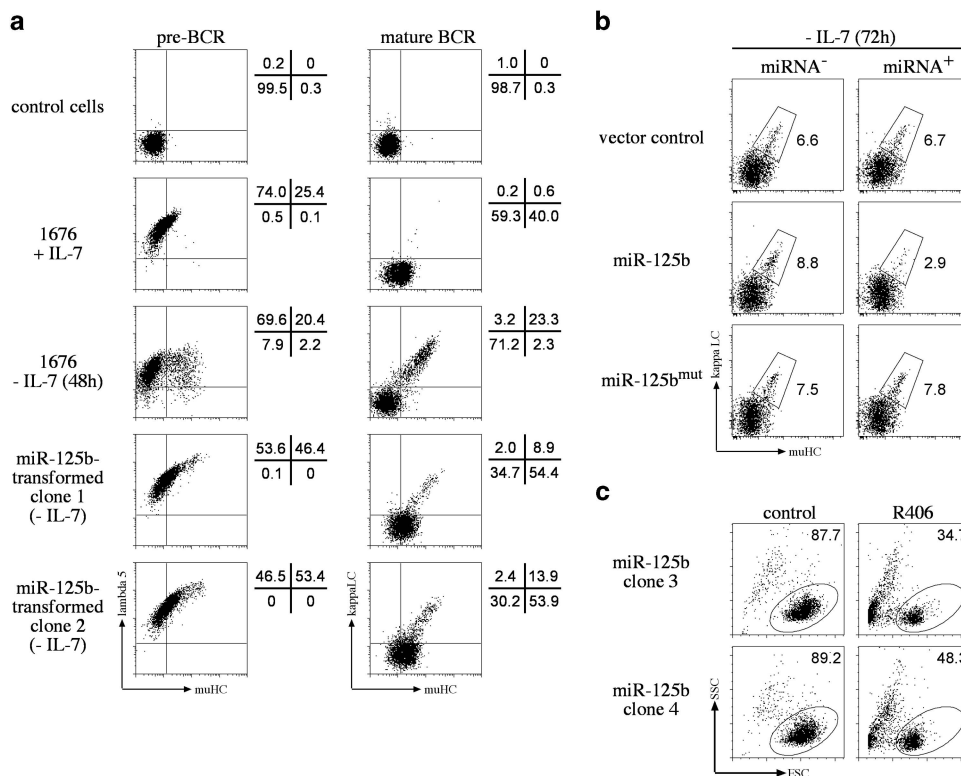 a
pre-BCR
mature BCR
control cells
0.2 0
99.5 0.3
1.0 0
98.7 0.3
1676
+ IL-7
74.0 25.4
0.5 0.1
0.2 0.6
59.3 40.0
1676
- IL-7 (48h)
69.6 20.4
7.9 2.2
3.2 23.3
71.2 2.3
miR-125b-
transformed
clone 1
(- IL-7)
53.6 46.4
0.1 0
2.0 8.9
34.7 54.4
miR-125b-
transformed
clone 2
(- IL-7)
46.5 53.4
0 0
2.4 13.9
30.2 53.9
lambda5
muHC
kappaLC
muHC
b
- IL-7 (72h)
miRNA-
miRNA+
vector control
6.6
6.7
miR-125b
8.8
2.9
miR-125bmut
7.5
7.8
kappa LC
muHC
c
control
R406
miR-125b
clone 3
87.7
34.7
miR-125b
clone 4
89.2
48.3
SSC
FSC